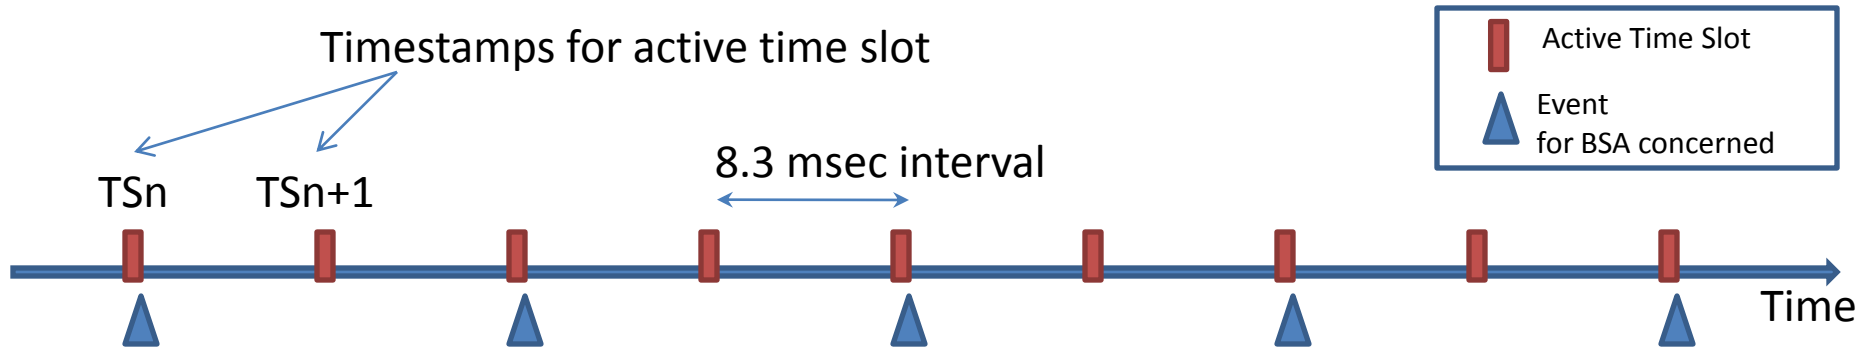 Timestamps for active time slot
Active Time Slot
Event
for BSA concerned
8.3 msec interval
TSn
TSn+1
Time